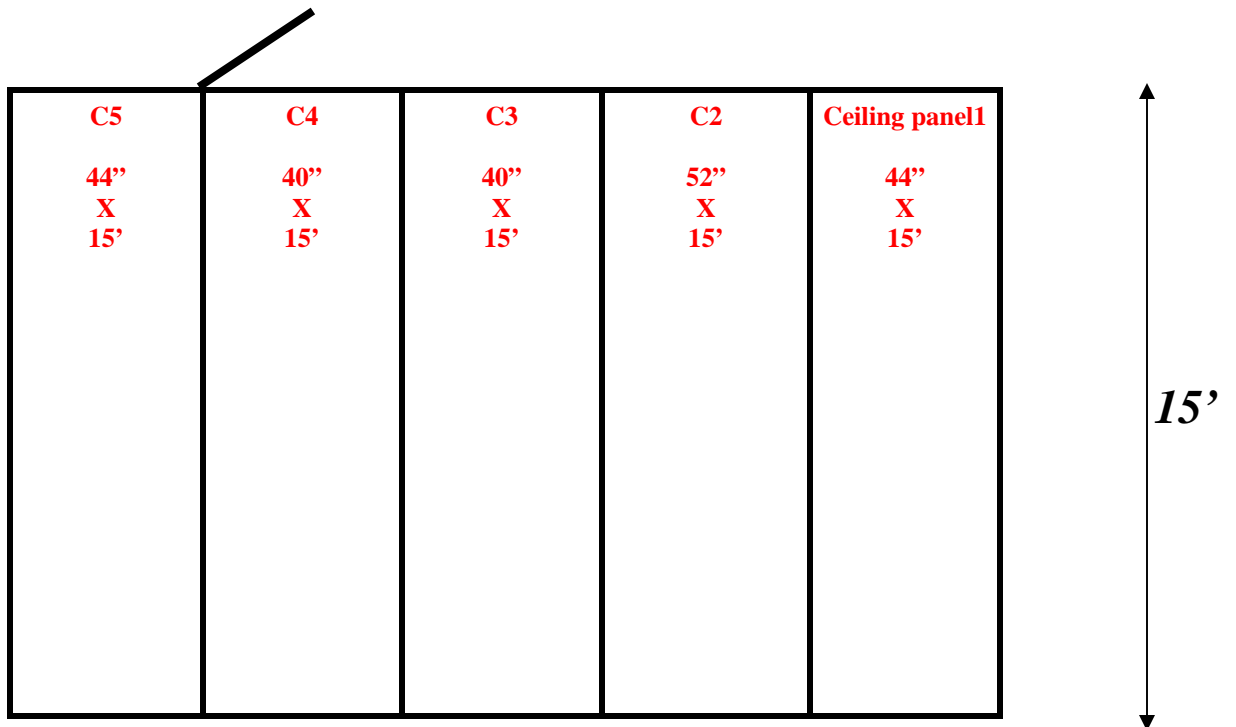 C5
44”
X
15’
C4
40”
X
15’
C3
40”
X
15’
C2
52”
X
15’
Ceiling panel1
44”
X
15’
15’